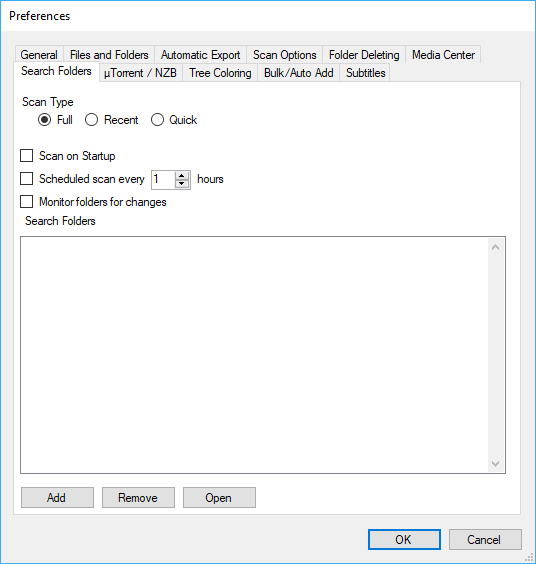 Preferences
General Files and Folders Automatic Export Scan Options Folder Deleting Media Center
Search Folders µTorrent / NZB Tree Coloring Bulk/Auto Add Subtitles
Scan Type
Full Recent Quick
Scan on Startup
Scheduled scan every 1 hours
Monitor folders for changes
Search Folders
Add Remove Open
OK Cancel